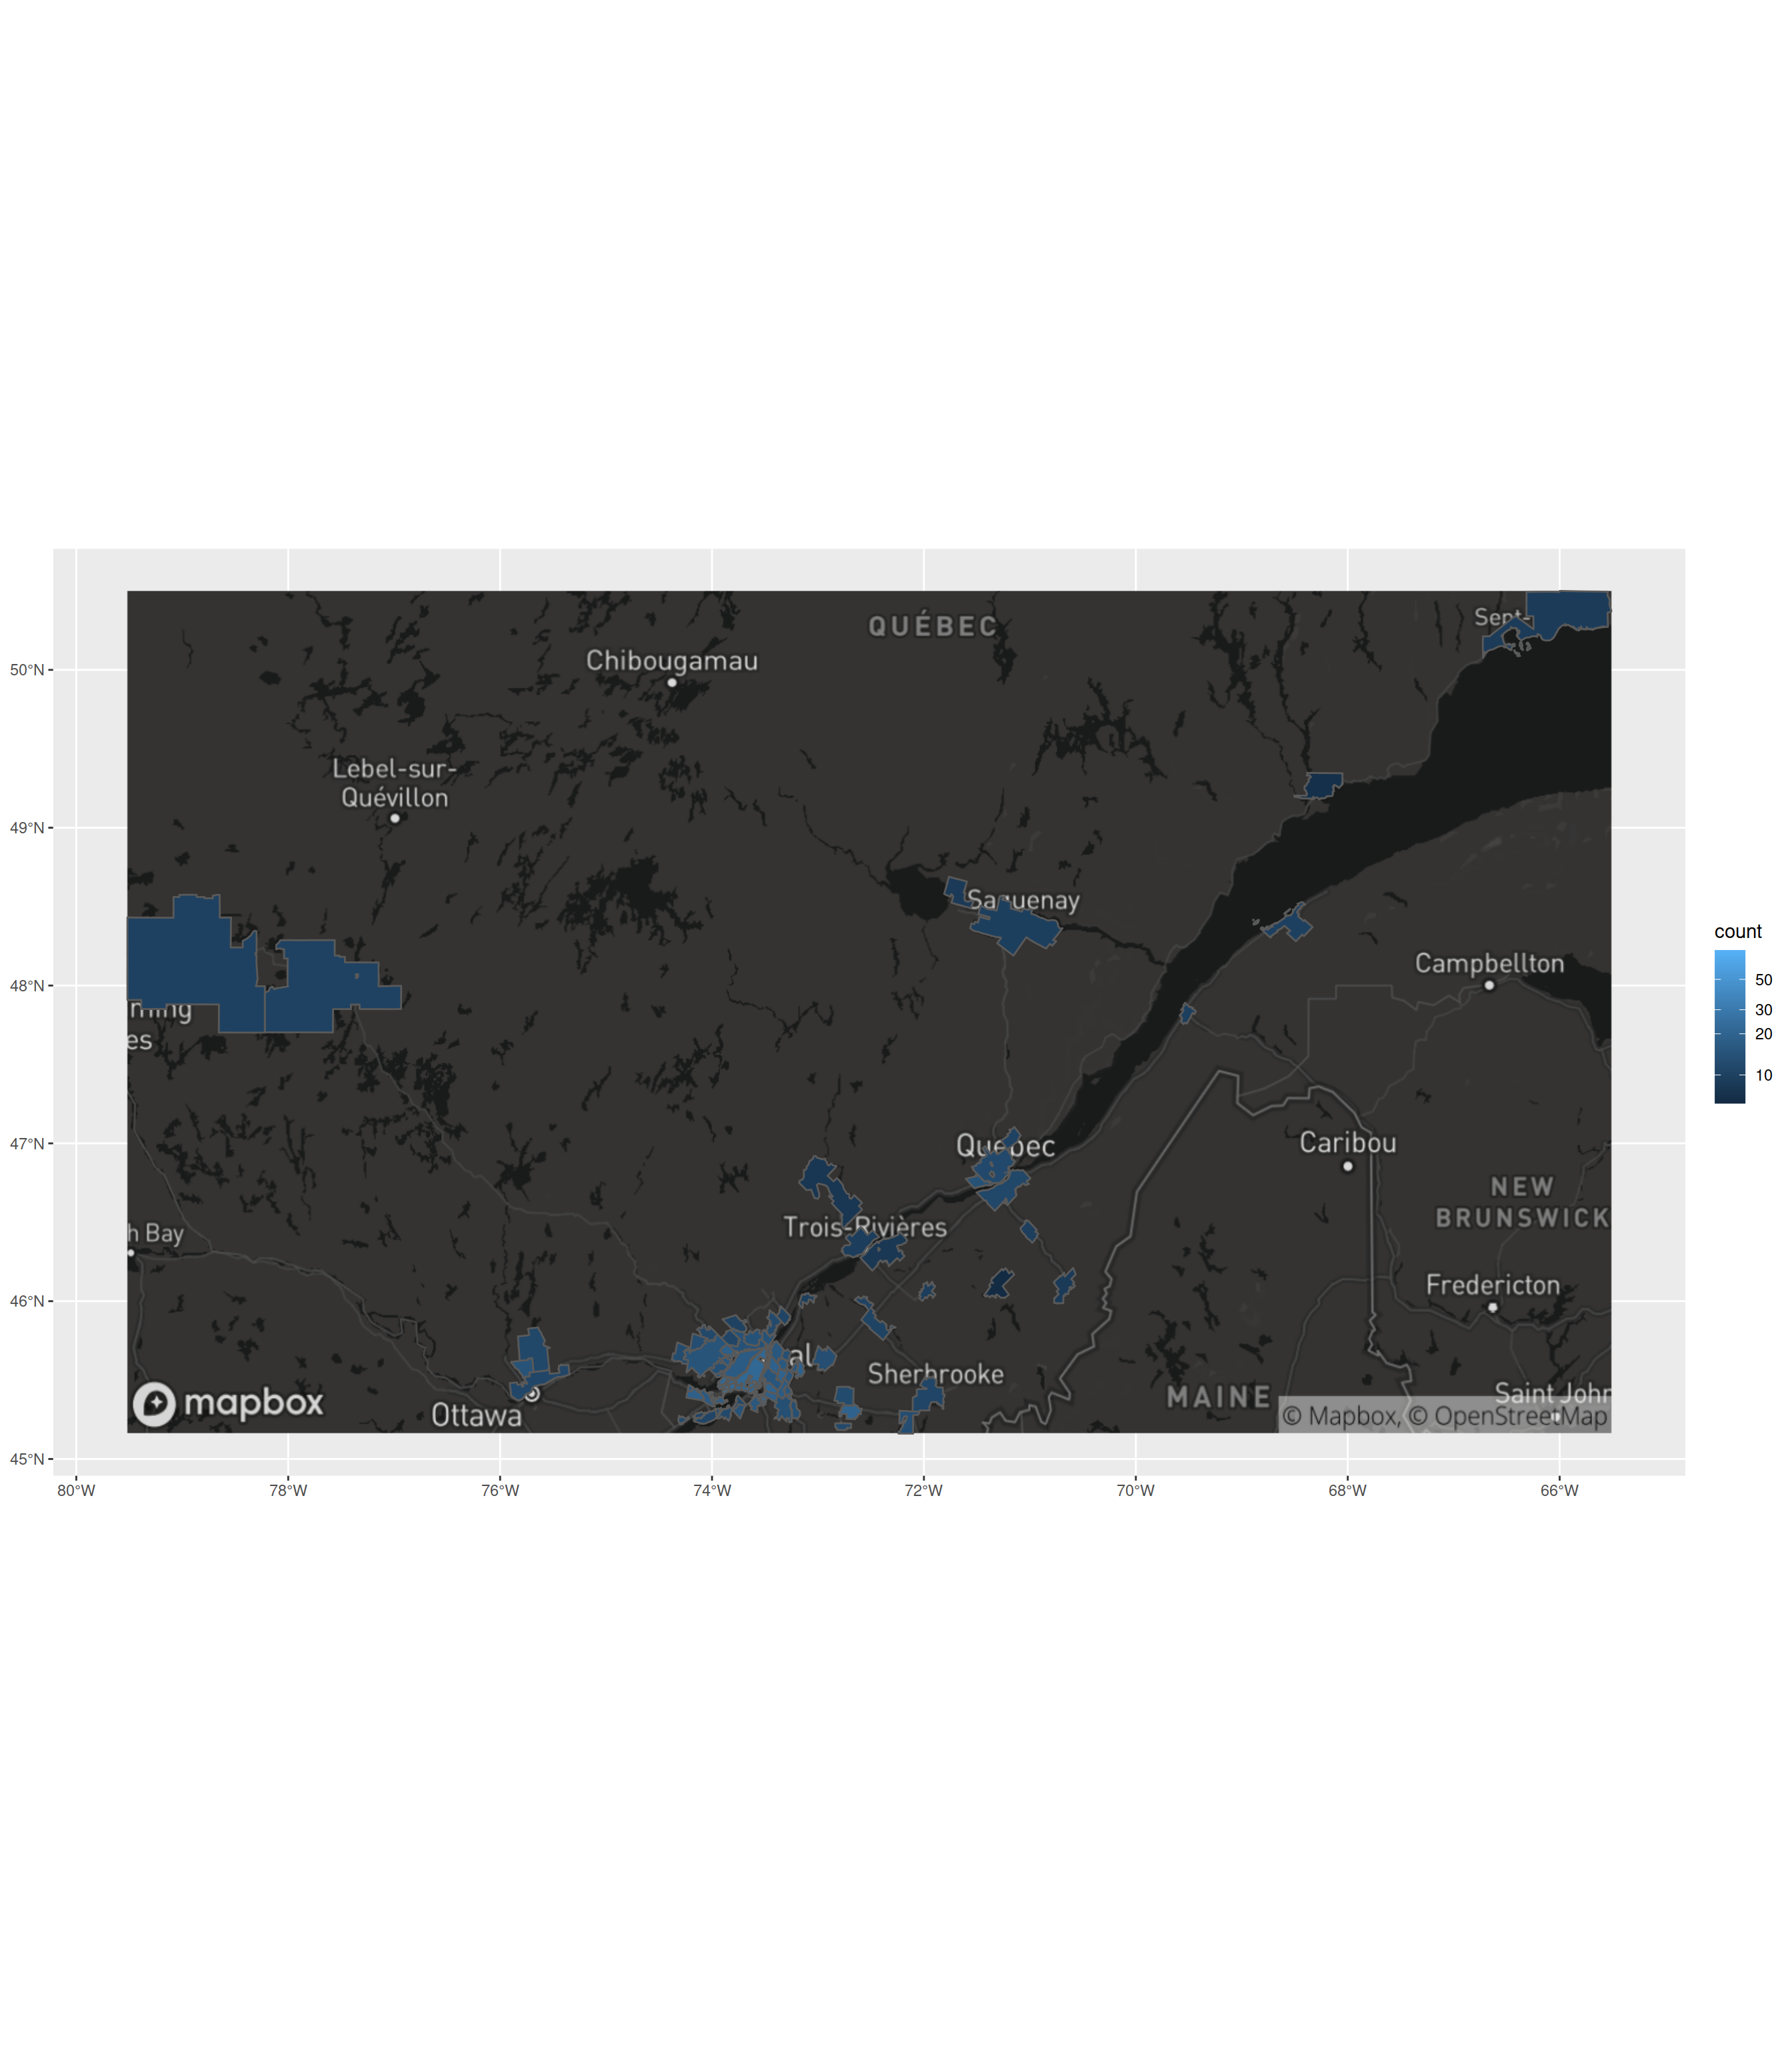 QUÉBEC
Sept-
Chibougamau
50°N
Lebel-sur-
Quévillon
49°N
count
50
30
20
10
Saguenay
Campbellton
48°N
ning
es
47°N
Québec
Caribou
NEW
BRUNSWICK
Trois-Rivières
h Bay
46°N
Fredericton
al
Sherbrooke
MAINE
Saint John
mapbox
Ottawa
© Mapbox, © OpenStreetMap
45°N
80°W 78°W 76°W 74°W 72°W 70°W 68°W 66°W